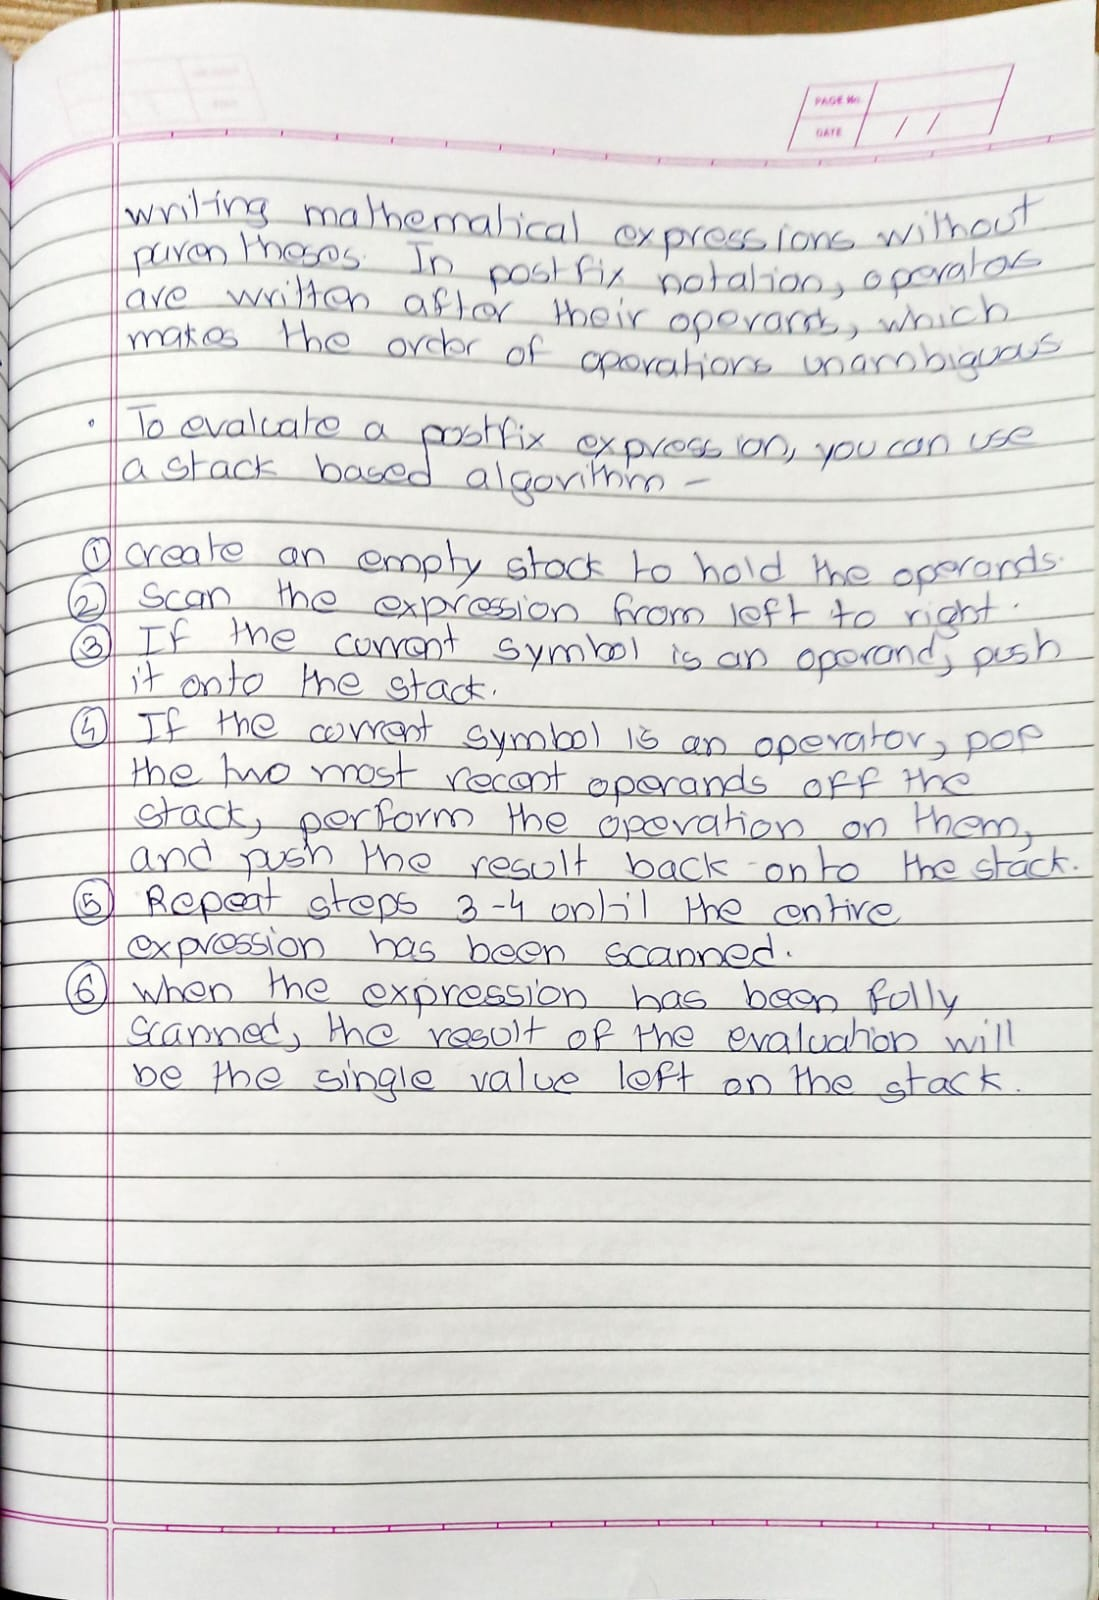 PAGE No.
DATE / /
writing mathematical expressions without
parentheses. In postfix notation, operators
are written after their operands, which
makes the order of operations unambiguous
• To evaluate a postfix expression, you can use
a stack based algorithm -
① create an empty stack to hold the operands.
② Scan the expression from left to right.
③ If the current symbol is an operand, push
it onto the stack.
④ If the current symbol is an operator, pop
the two most recent operands off the
stack, perform the operation on them,
and push the result back onto the stack.
⑤ Repeat steps 3-4 until the entire
expression has been scanned.
⑥ when the expression has been fully
scanned, the result of the evaluation will
be the single value left on the stack.